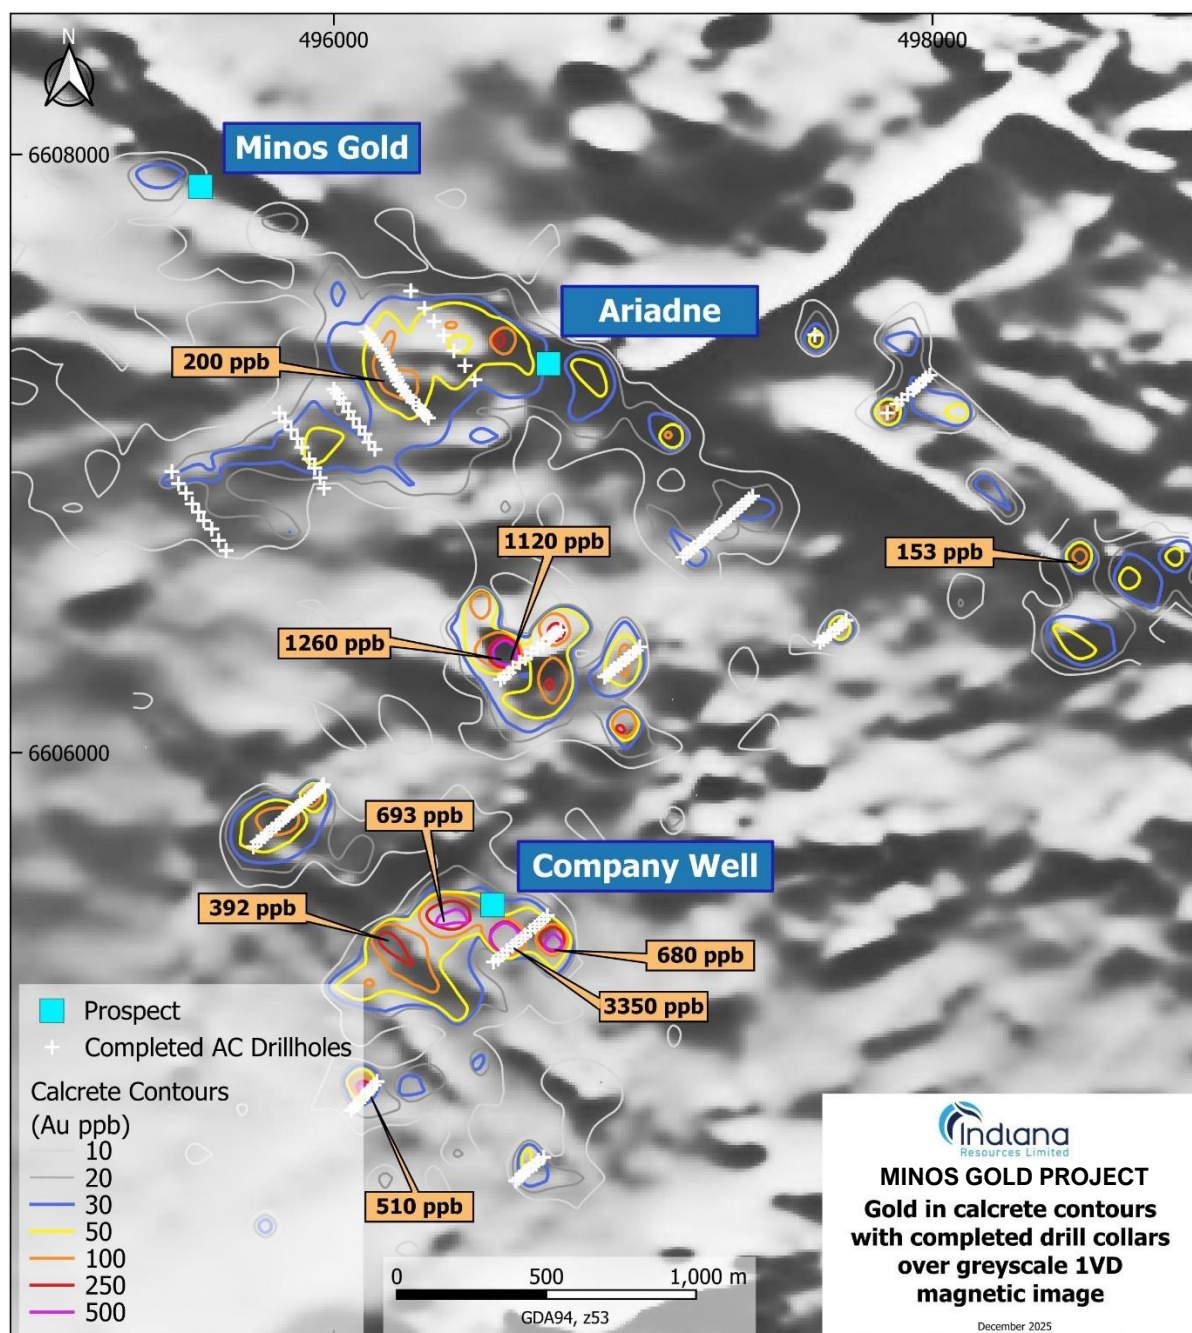 496000
498000
N
6608000
Minos Gold
Ariadne
200 ppb
1120 ppb
153 ppb
1260 ppb
6606000
693 ppb
Company Well
392 ppb
680 ppb
3350 ppb
510 ppb
Prospect
Completed AC Drillholes
Calcrete Contours
(Au ppb)
10
20
30
50
100
250
500
0 500 1,000 m
GDA94, z53
Indiana
Resources Limited
MINOS GOLD PROJECT
Gold in calcrete contours
with completed drill collars
over greyscale 1VD
magnetic image
December 2025